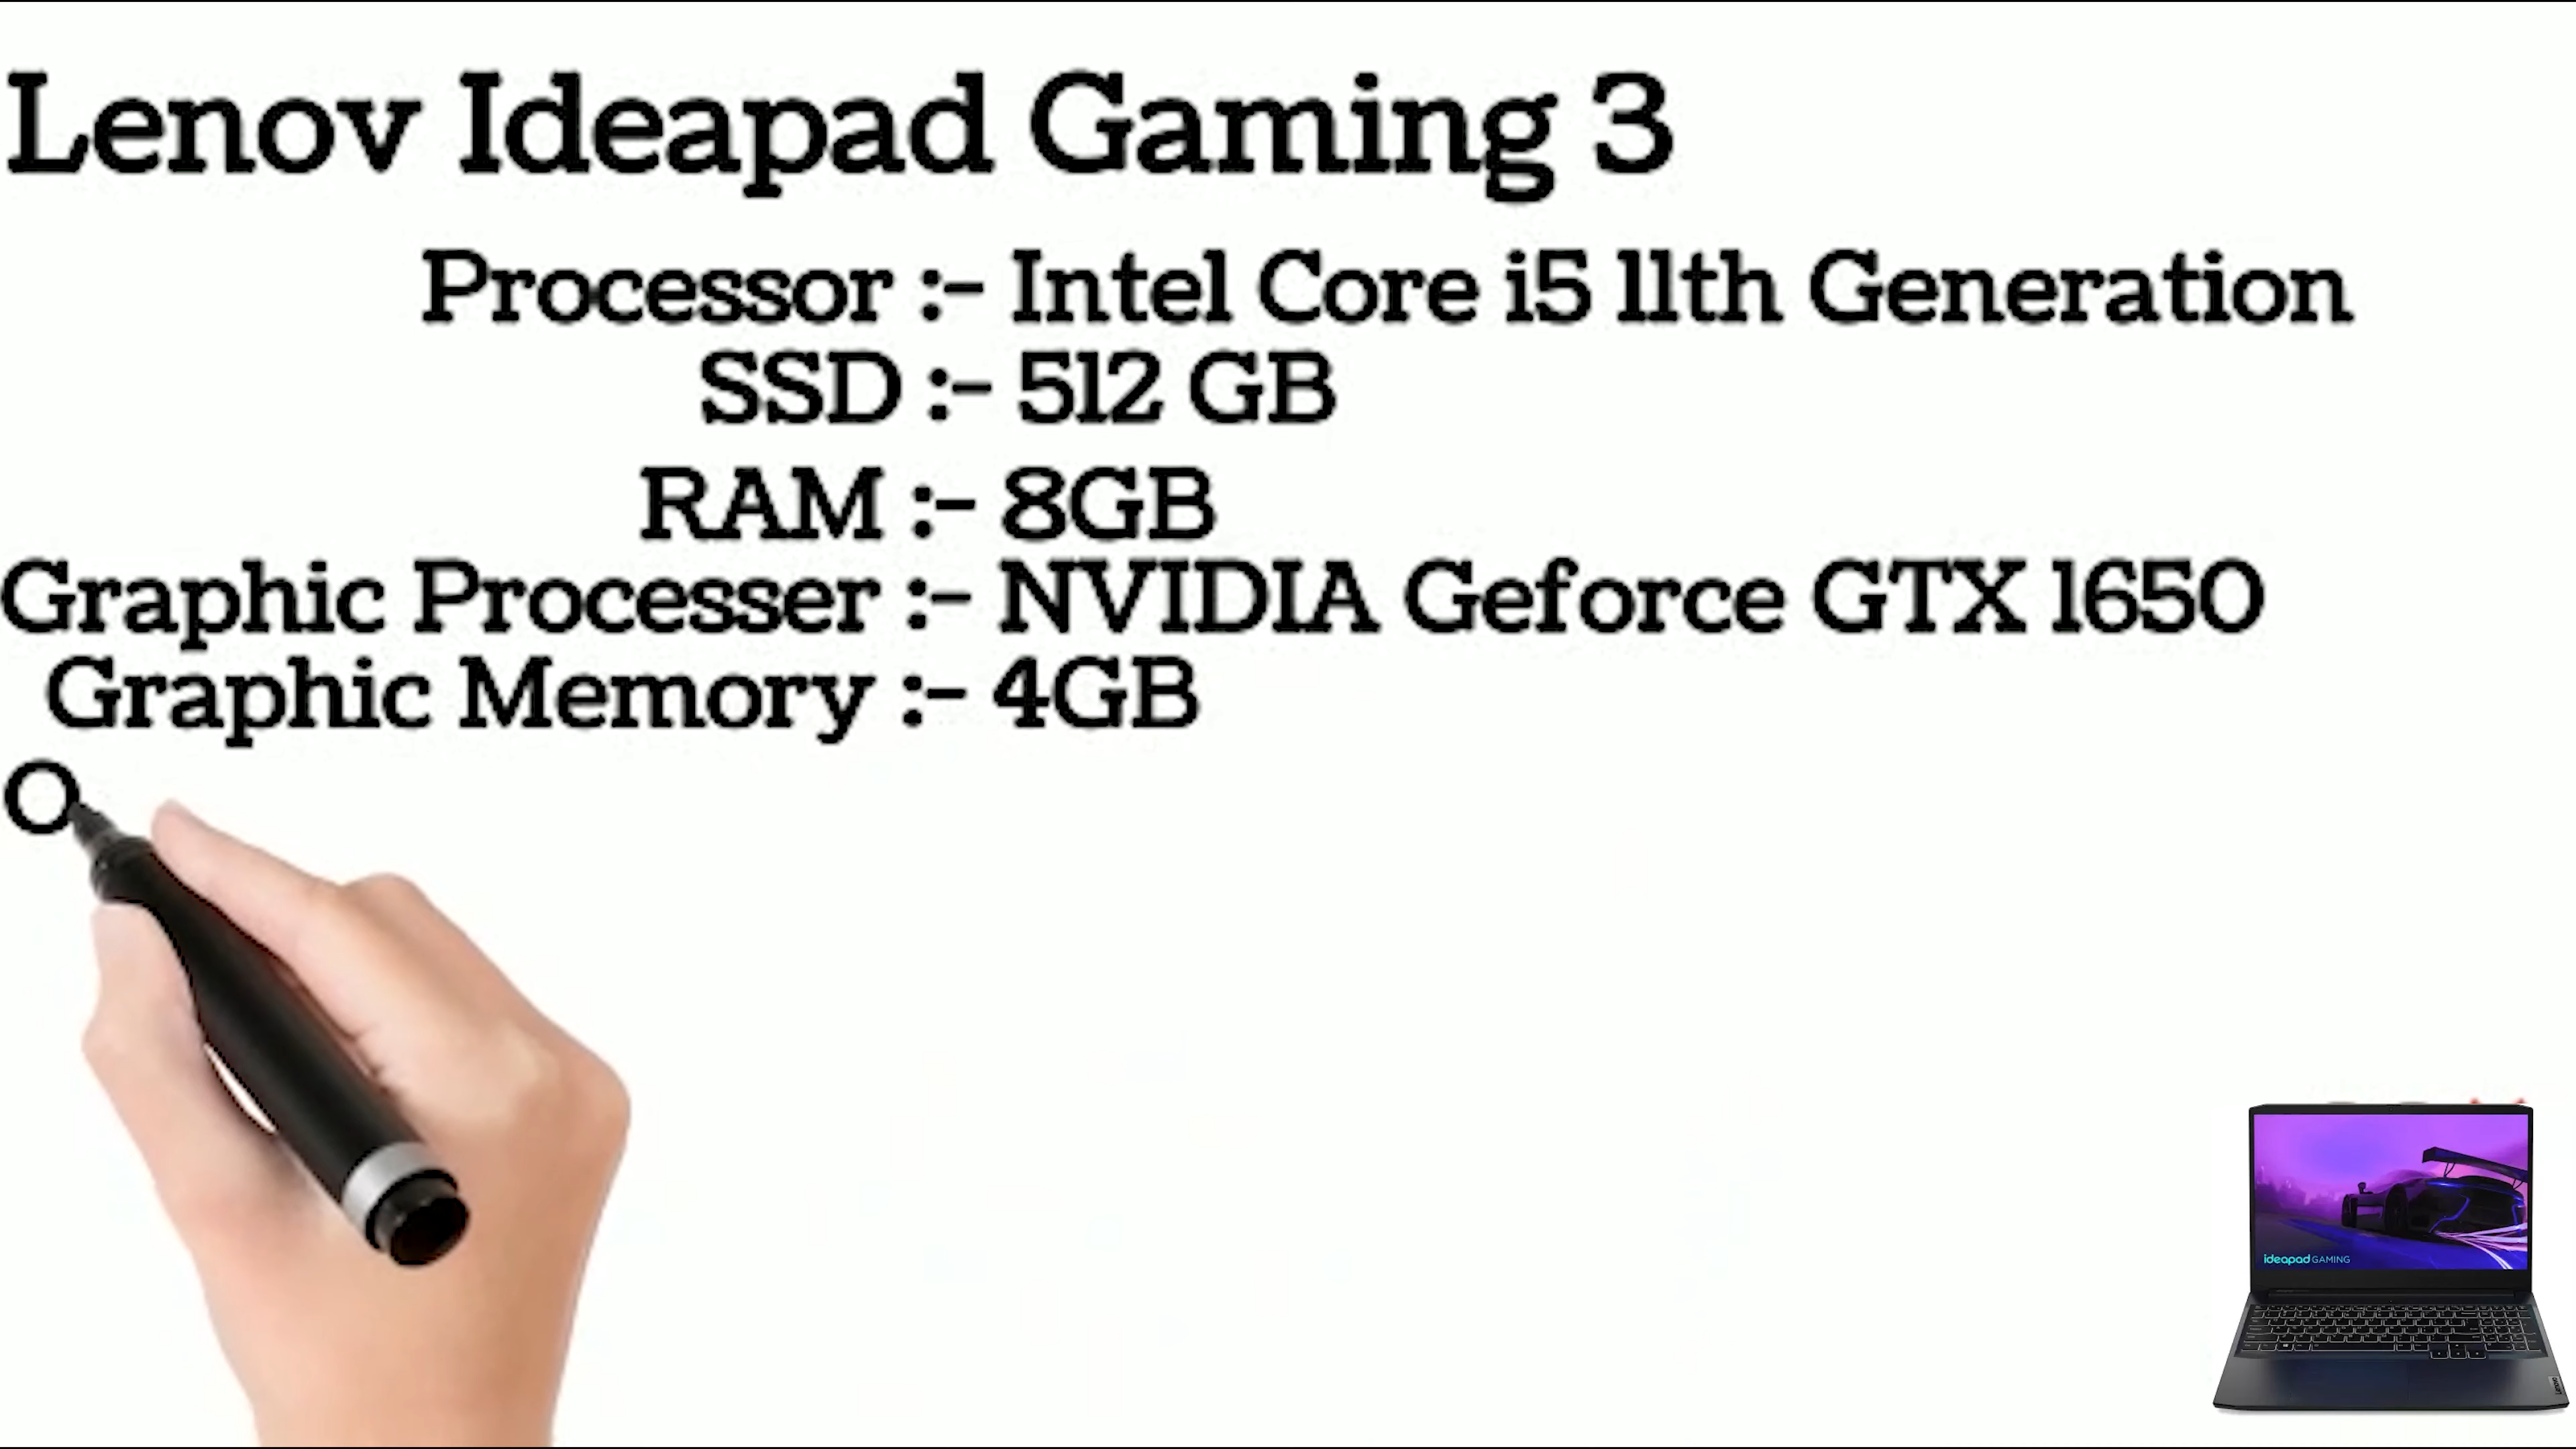 Lenov Ideapad Gaming 3
Processor :- Intel Core i5 11th Generation
SSD :- 512 GB
RAM :- 8GB
Graphic Processer :- NVIDIA Geforce GTX 1650
Graphic Memory :- 4GB
O
ideapad GAMING
Lenovo